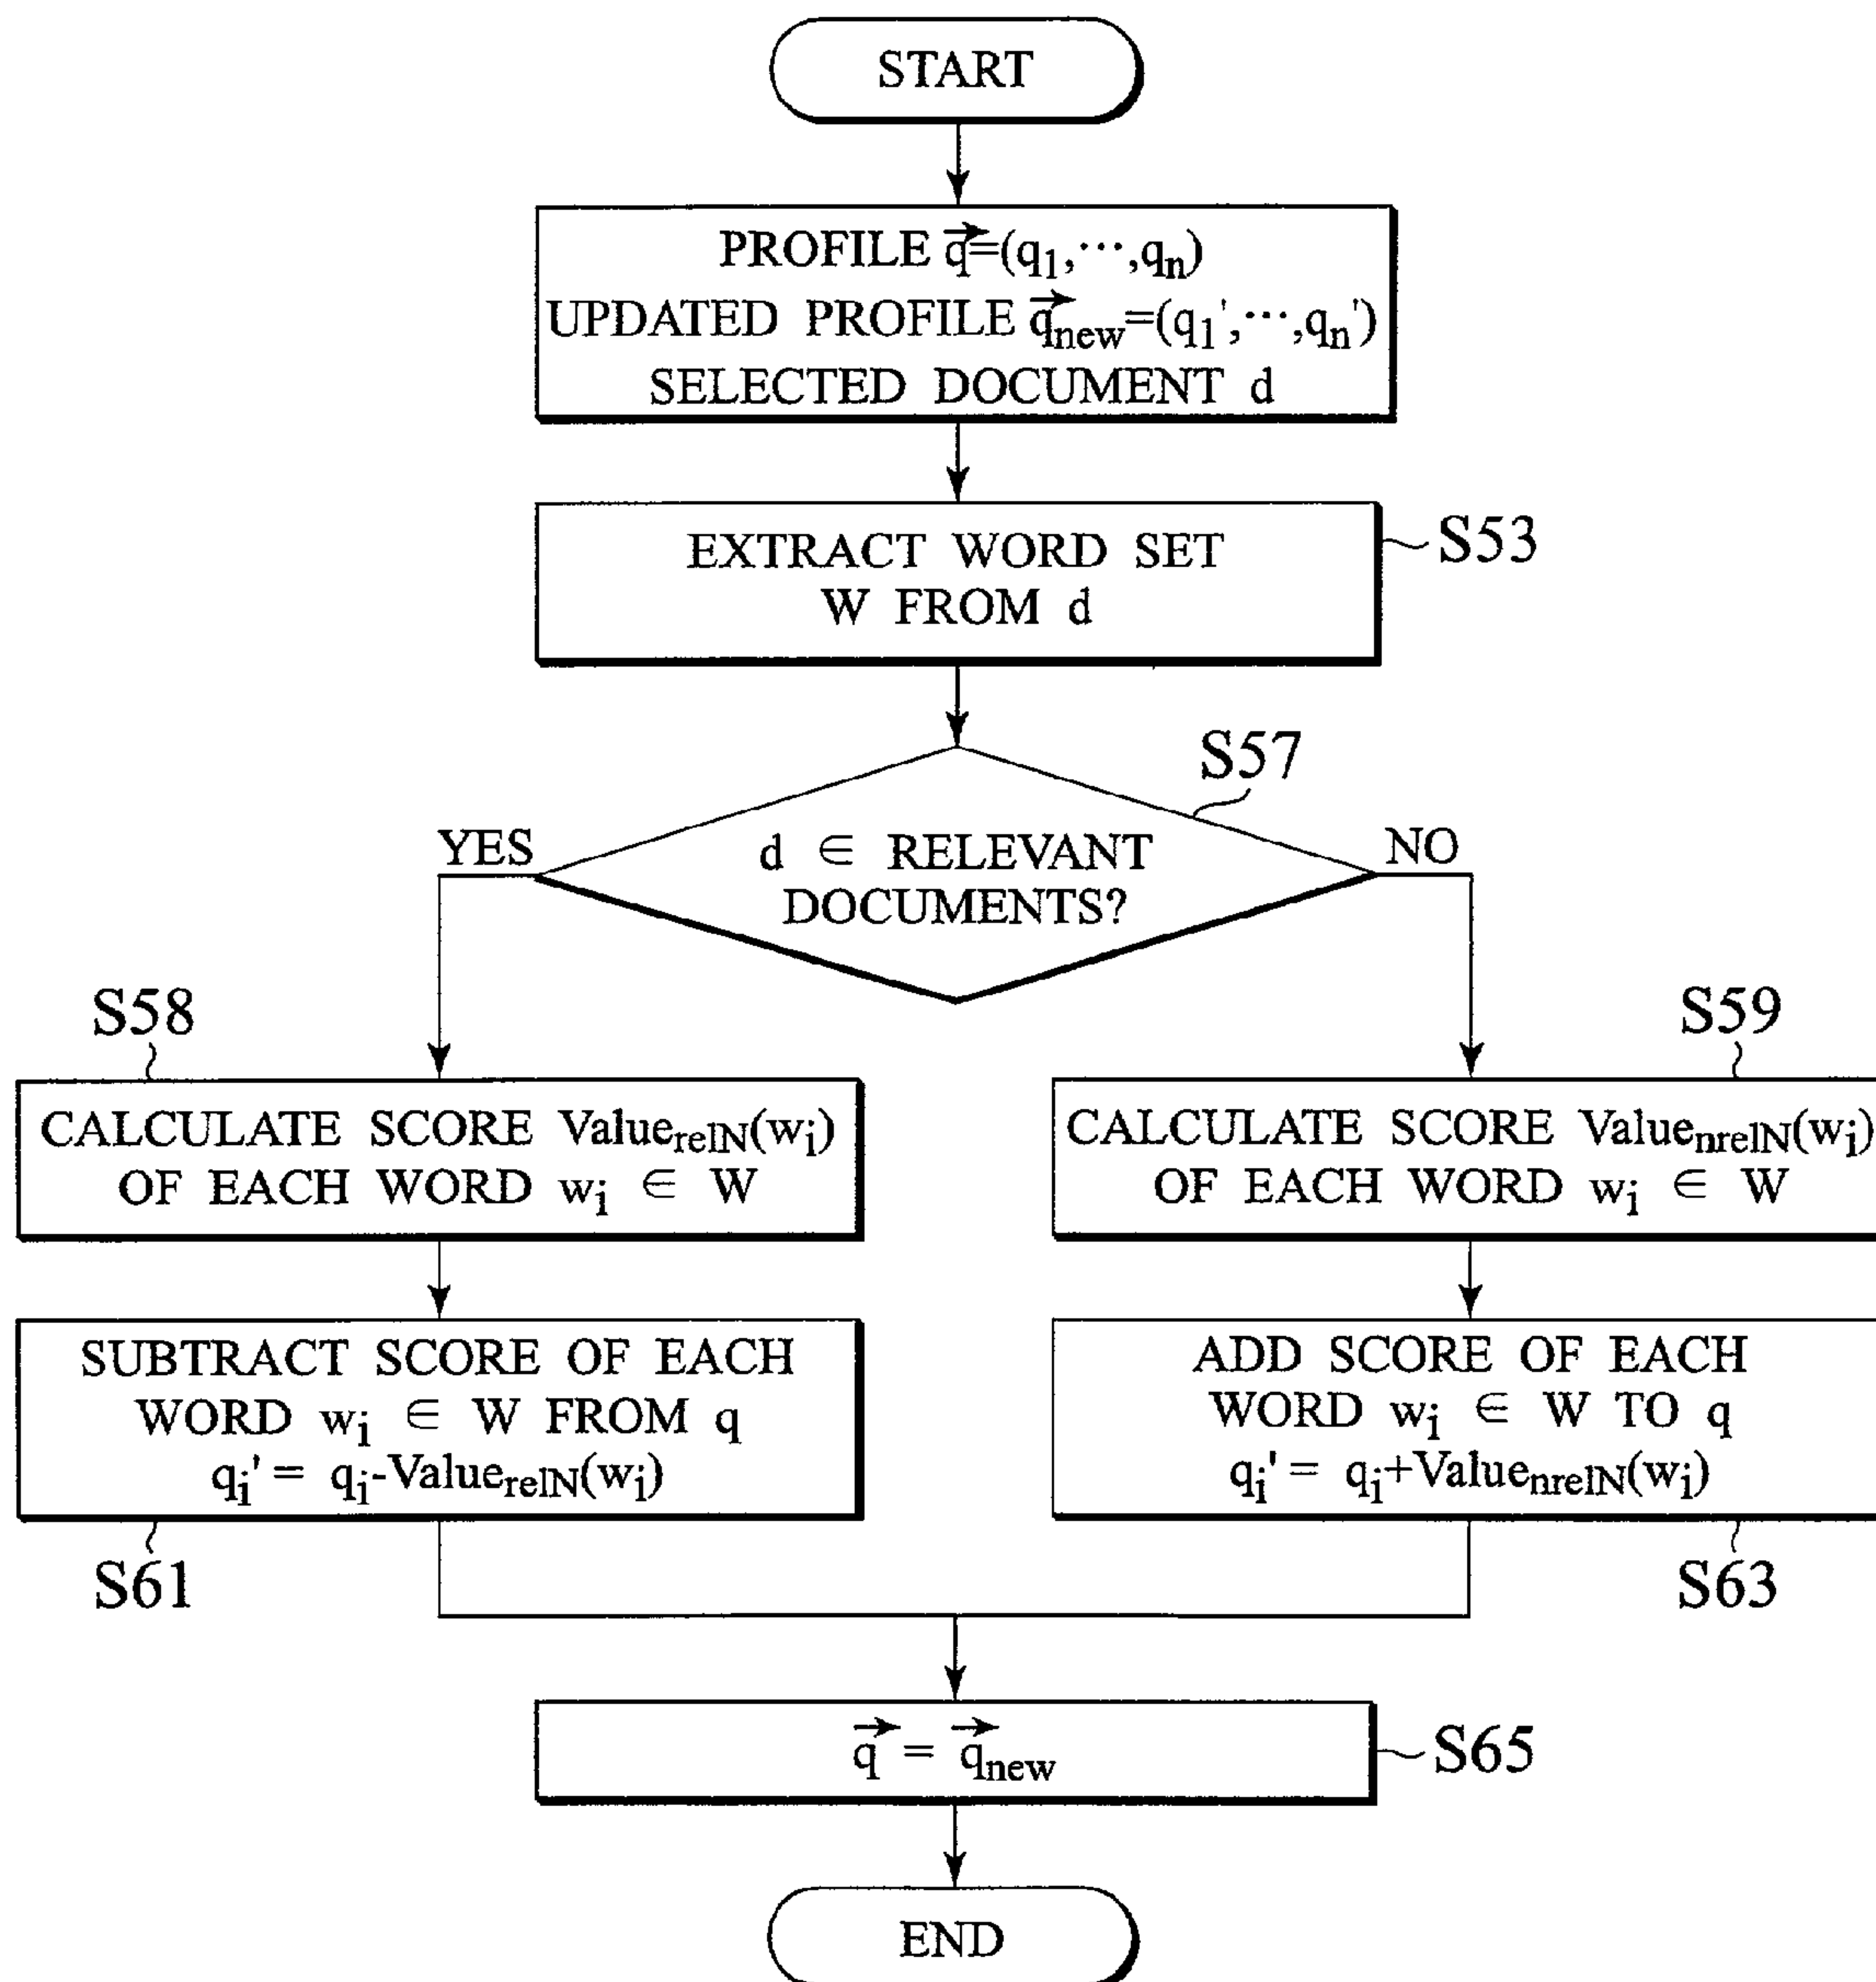 START
PROFILE q⃗=(q₁,⋯,qₙ)
UPDATED PROFILE q⃗new=(q₁',⋯,qₙ')
SELECTED DOCUMENT d
EXTRACT WORD SET
W FROM d
S53
S57
d ∈ RELEVANT
DOCUMENTS?
YES
NO
S58
S59
CALCULATE SCORE ValuerelN(wi)
OF EACH WORD wi ∈ W
CALCULATE SCORE ValuenrelN(wi)
OF EACH WORD wi ∈ W
SUBTRACT SCORE OF EACH
WORD wi ∈ W FROM q
qi' = qi-ValuerelN(wi)
ADD SCORE OF EACH
WORD wi ∈ W TO q
qi' = qi+ValuenrelN(wi)
S61
S63
q⃗ = q⃗new
S65
END